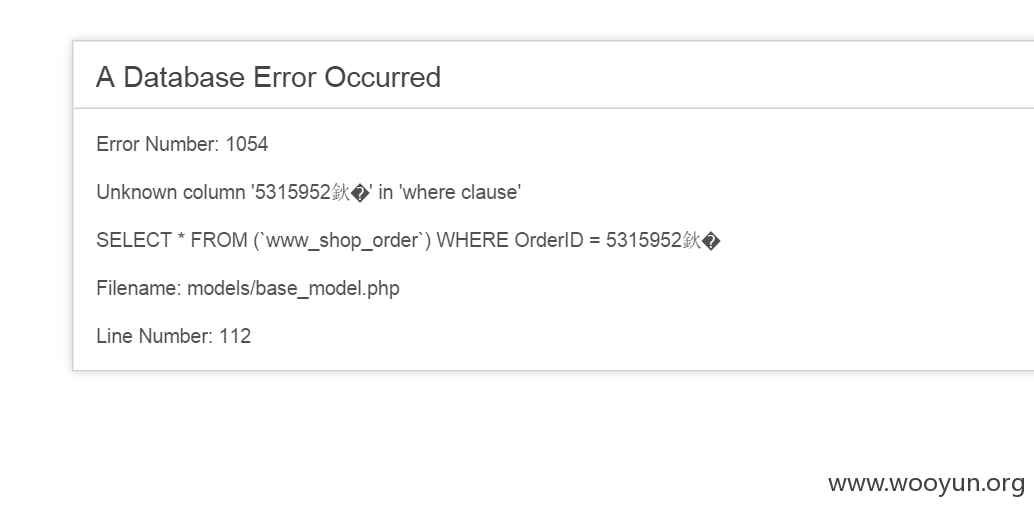 A Database Error Occurred
Error Number: 1054
Unknown column '5315952鈥�' in 'where clause'
SELECT * FROM (`www_shop_order`) WHERE OrderID = 5315952鈥�
Filename: models/base_model.php
Line Number: 112
www.wooyun.org